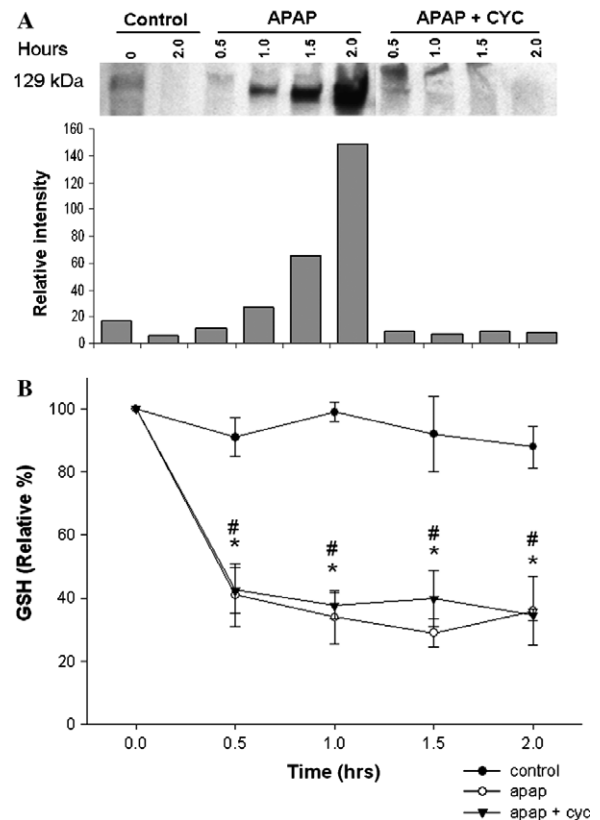 A
Control APAP APAP + CYC
Hours 0 2.0 0.5 1.0 1.5 2.0 0.5 1.0 1.5 2.0
129 kDa
160
140
120
100
80
60
40
20
0
Relative intensity
B
100
80
60
40
20
0
GSH (Relative %)
# # # #
* * * *
0.0 0.5 1.0 1.5 2.0
Time (hrs)
control
apap
apap + cyc